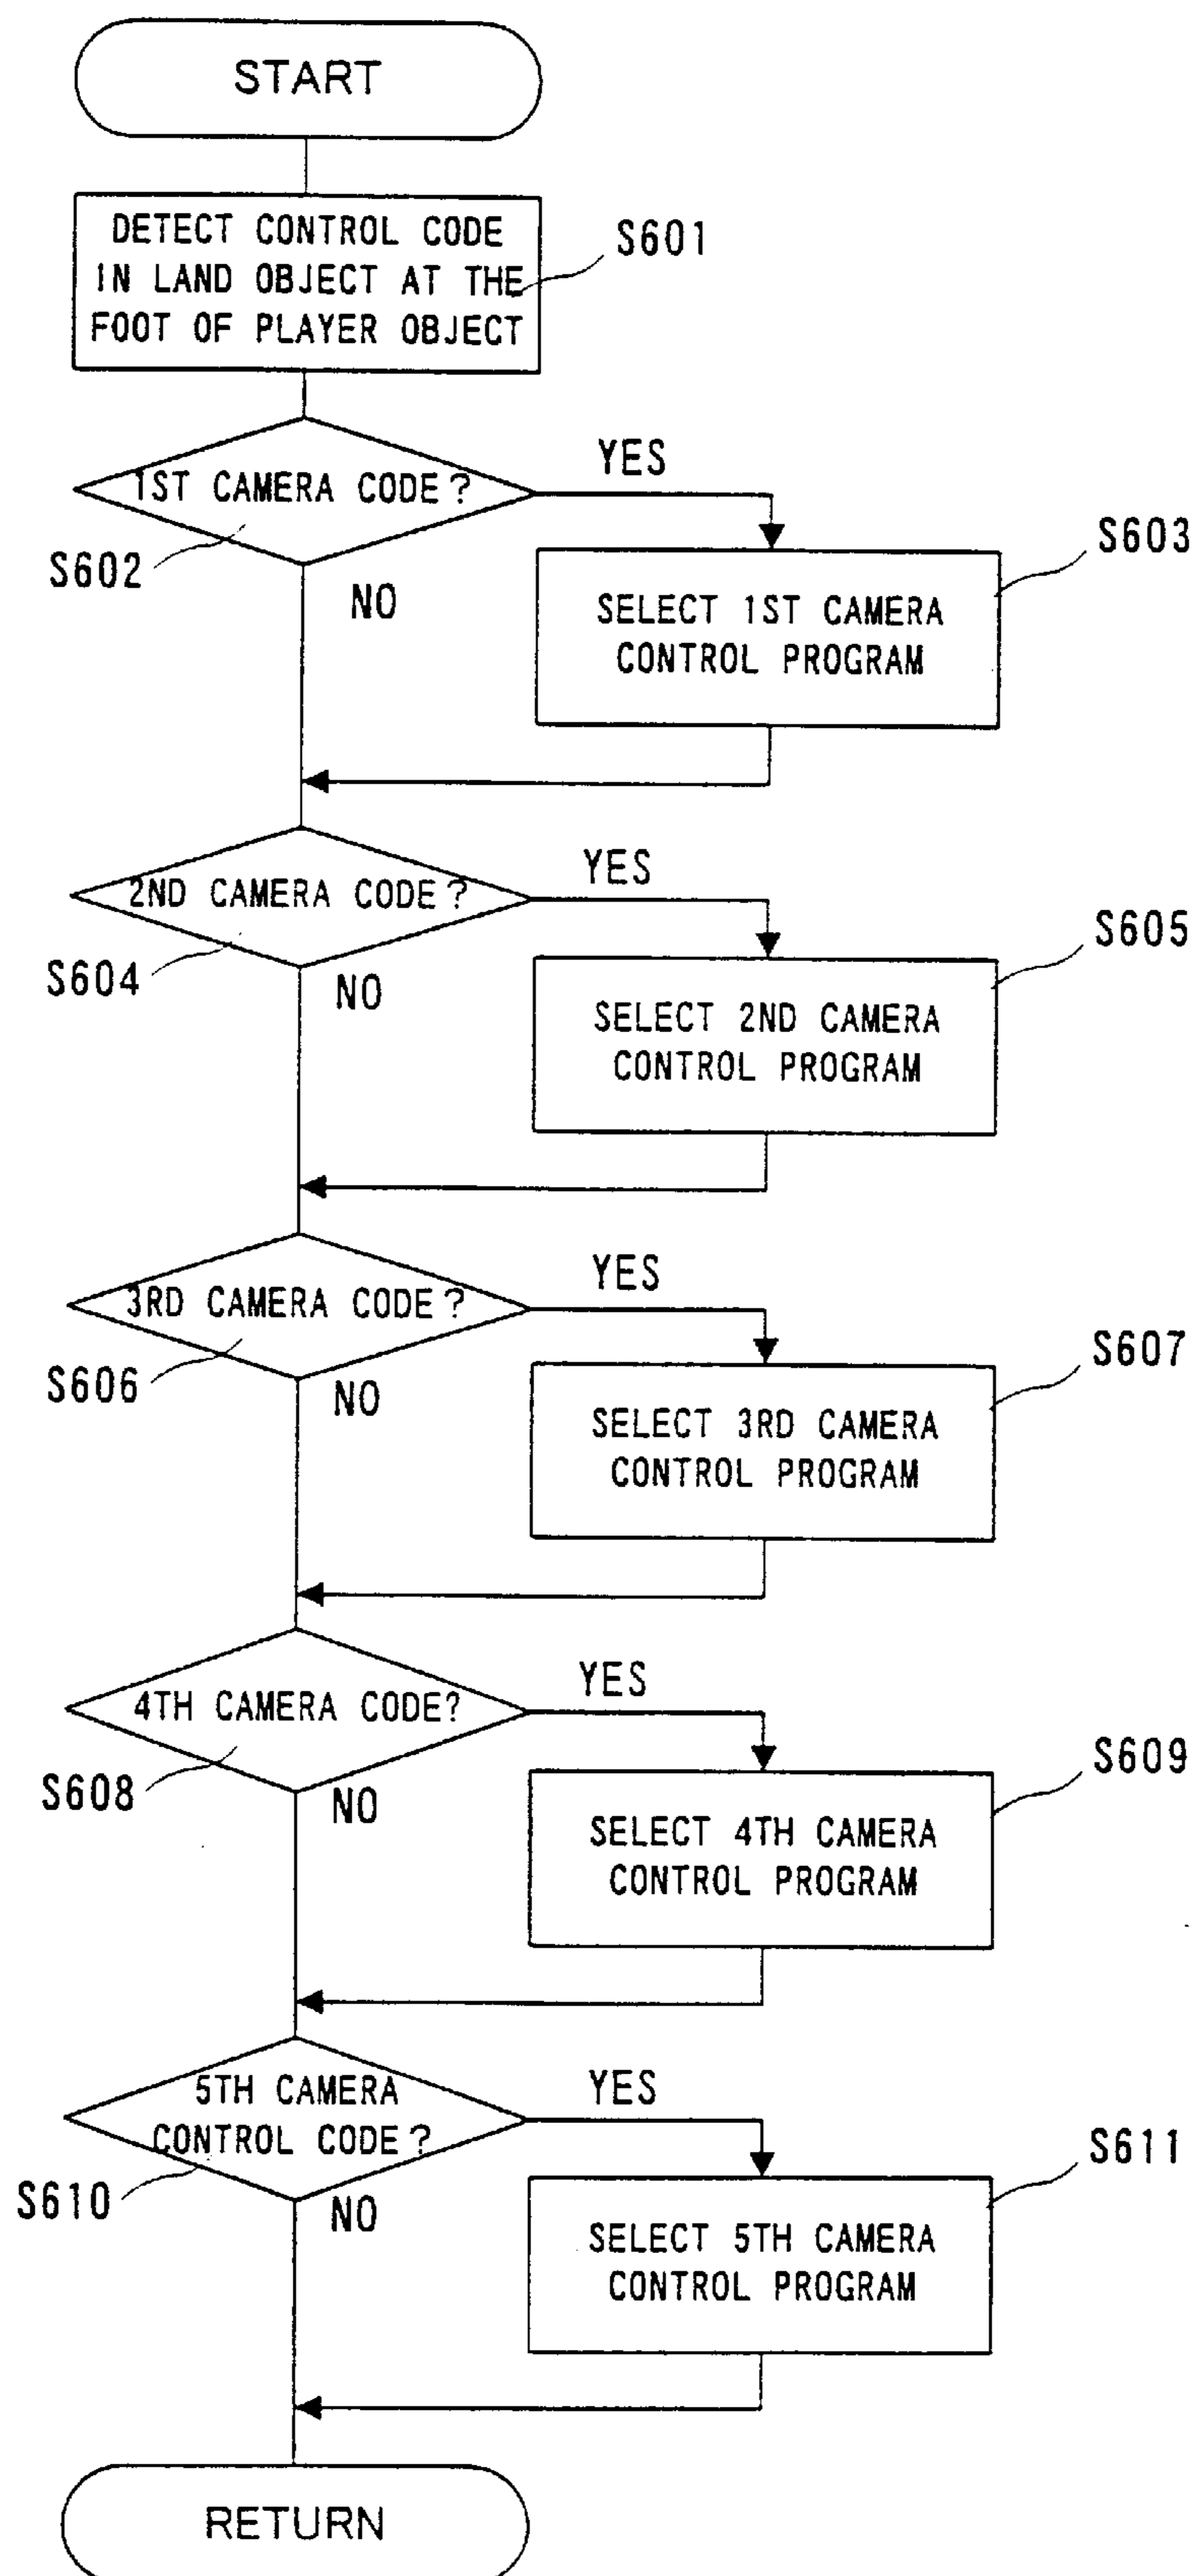 START
DETECT CONTROL CODE
IN LAND OBJECT AT THE
FOOT OF PLAYER OBJECT
S601
1ST CAMERA CODE?
YES
S602
NO
S603
SELECT 1ST CAMERA
CONTROL PROGRAM
2ND CAMERA CODE?
YES
S604
NO
S605
SELECT 2ND CAMERA
CONTROL PROGRAM
3RD CAMERA CODE?
YES
S606
NO
S607
SELECT 3RD CAMERA
CONTROL PROGRAM
4TH CAMERA CODE?
YES
S608
NO
S609
SELECT 4TH CAMERA
CONTROL PROGRAM
5TH CAMERA
CONTROL CODE?
YES
S610
NO
S611
SELECT 5TH CAMERA
CONTROL PROGRAM
RETURN